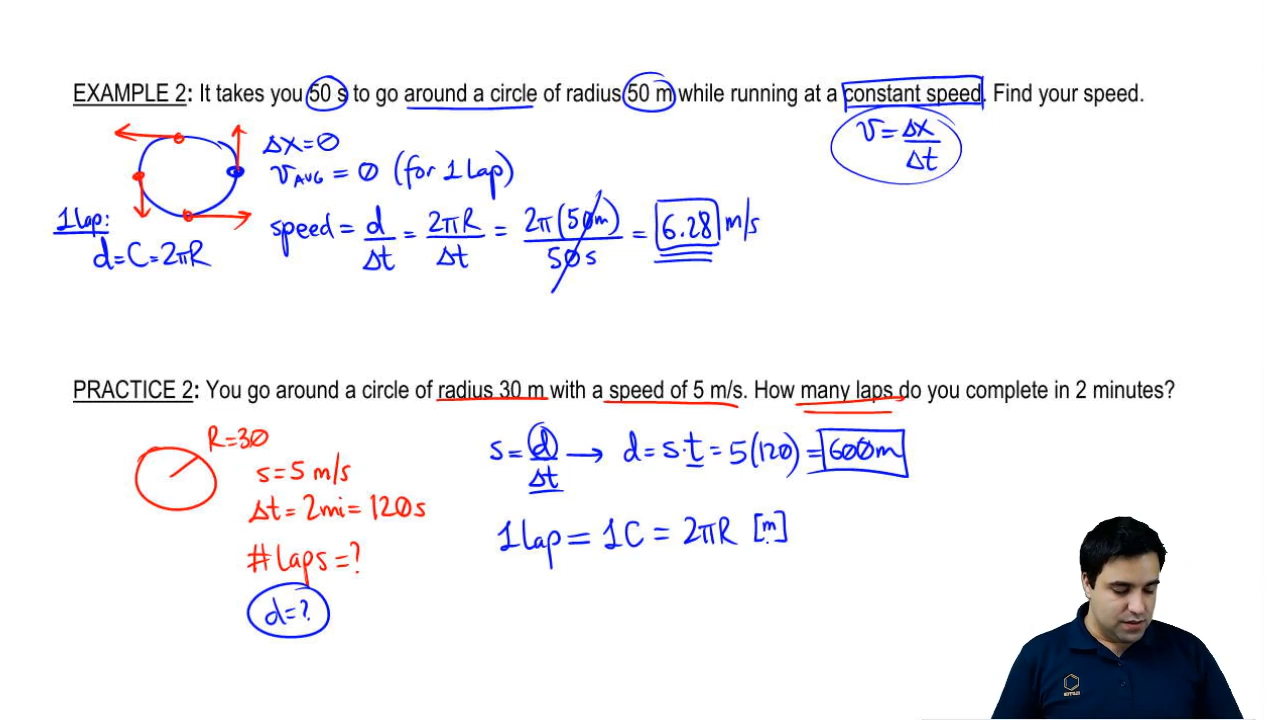 EXAMPLE 2: It takes you 50 s to go around a circle of radius 50 m while running at a constant speed. Find your speed.
v = Δx/Δt
Δx = 0
v_AVG = 0 (for 1 lap)
1 lap:
d = C = 2πR
speed = d/Δt = 2πR/Δt = 2π(50m)/50s = 6.28 m/s
PRACTICE 2: You go around a circle of radius 30 m with a speed of 5 m/s. How many laps do you complete in 2 minutes?
R = 30
s = 5 m/s
Δt = 2mi = 120s
# laps = ?
d = ?
s = d/Δt → d = s·t = 5(120) = 600m
1 lap = 1C = 2πR [m]